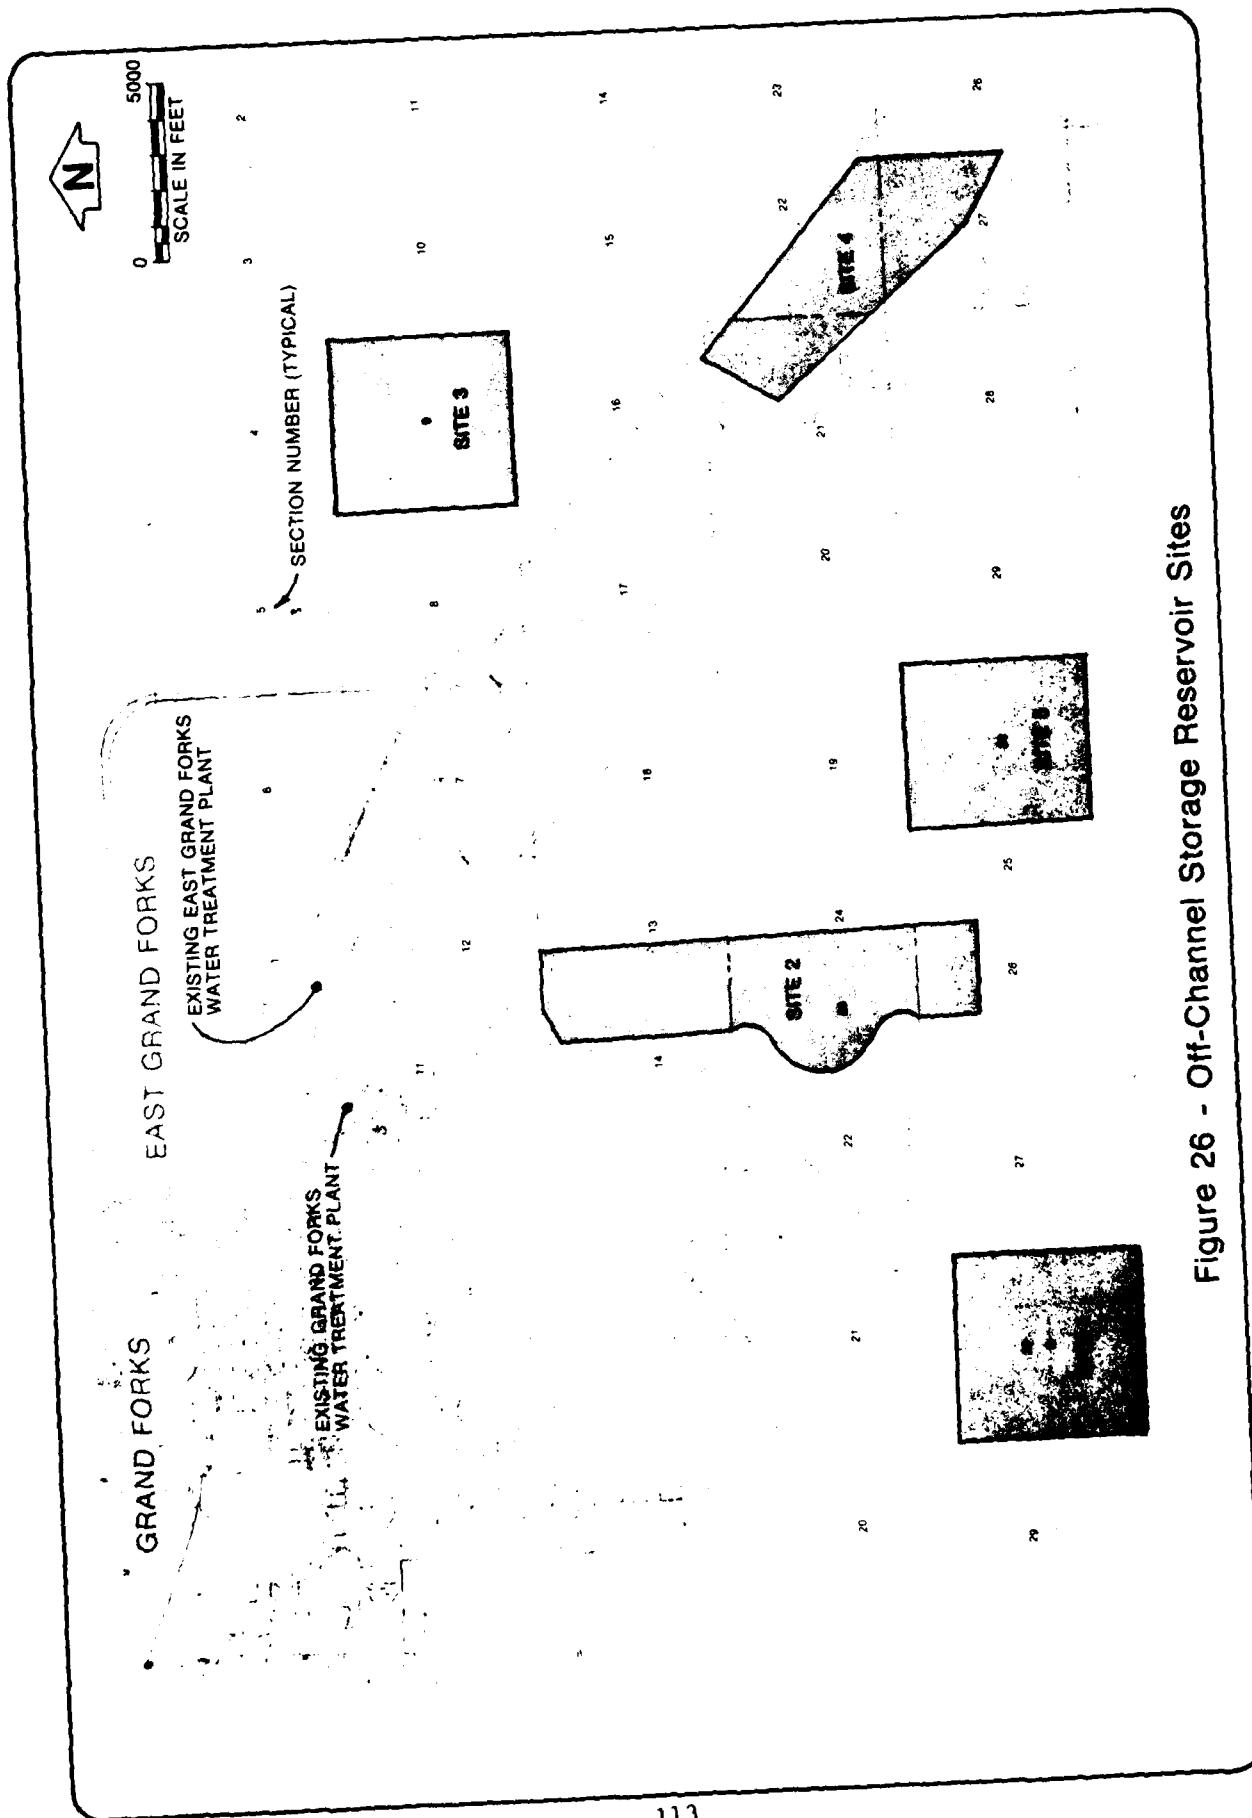 N
0 5000
SCALE IN FEET
GRAND FORKS
EAST GRAND FORKS
EXISTING EAST GRAND FORKS
WATER TREATMENT PLANT
EXISTING GRAND FORKS
WATER TREATMENT PLANT
SECTION NUMBER (TYPICAL)
1
6
5
4
3
2
11
12
7
8
10
11
SITE 3
14
13
18
17
16
15
14
SITE 2
20
21
22
24
19
20
21
22
23
SITE 4
29
27
26
25
SITE 5
29
28
27
26
Figure 26 - Off-Channel Storage Reservoir Sites
113